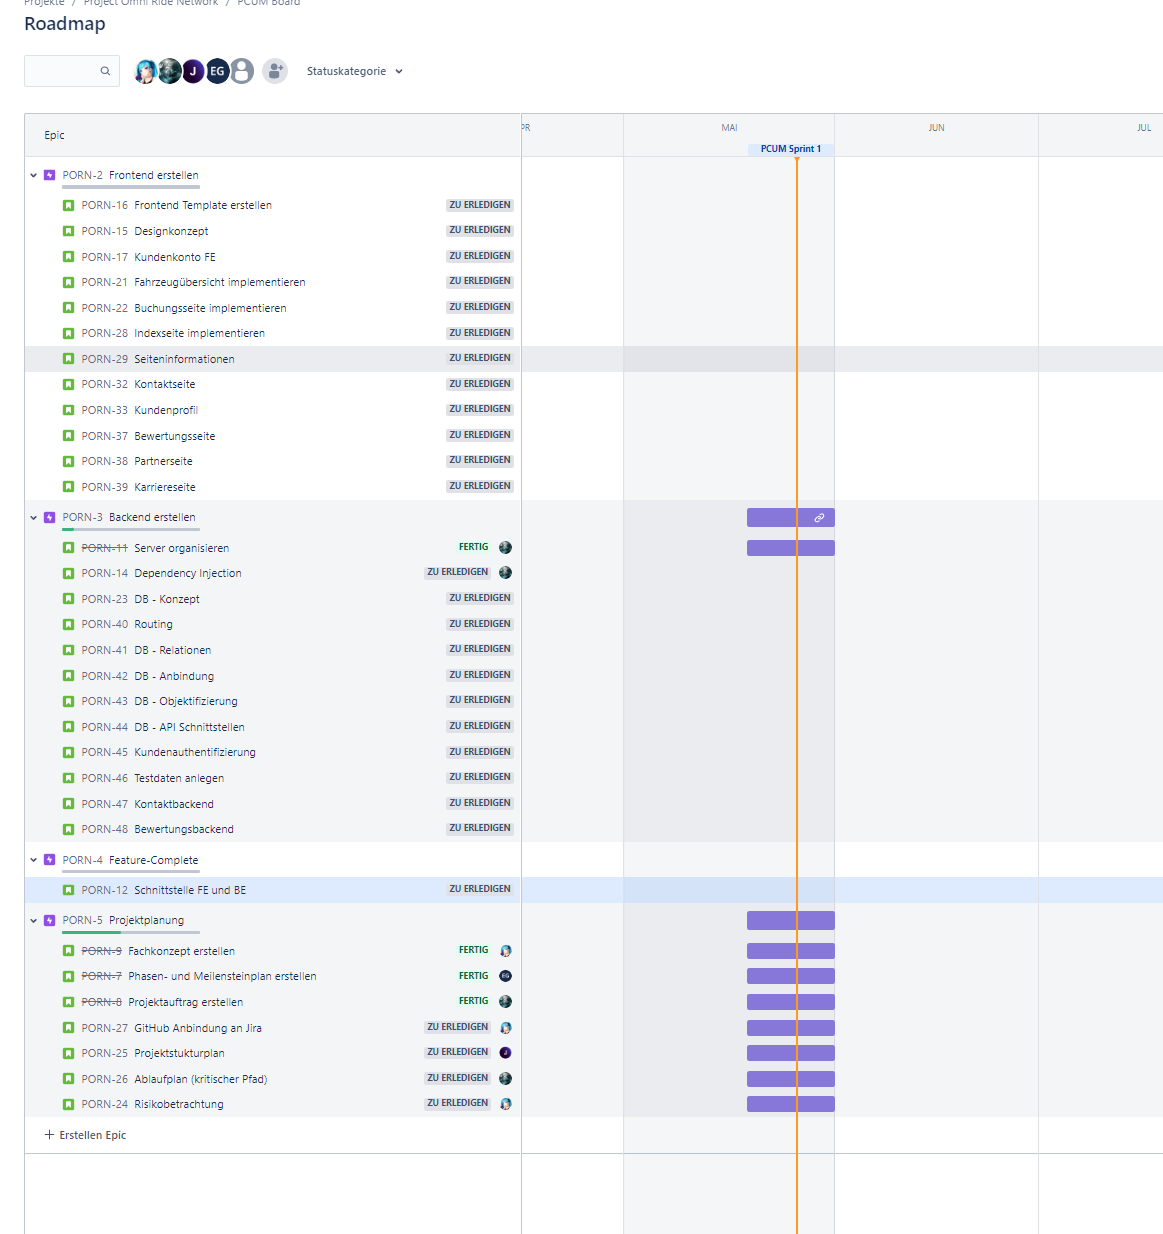 Projekte / Project Omni Ride Network / PCUM Board
Roadmap
J EG Statuskategorie
Epic PR MAI JUN JUL
PCUM Sprint 1
PORN-2 Frontend erstellen
PORN-16 Frontend Template erstellen ZU ERLEDIGEN
PORN-15 Designkonzept ZU ERLEDIGEN
PORN-17 Kundenkonto FE ZU ERLEDIGEN
PORN-21 Fahrzeugübersicht implementieren ZU ERLEDIGEN
PORN-22 Buchungsseite implementieren ZU ERLEDIGEN
PORN-28 Indexseite implementieren ZU ERLEDIGEN
PORN-29 Seiteninformationen ZU ERLEDIGEN
PORN-32 Kontaktseite ZU ERLEDIGEN
PORN-33 Kundenprofil ZU ERLEDIGEN
PORN-37 Bewertungsseite ZU ERLEDIGEN
PORN-38 Partnerseite ZU ERLEDIGEN
PORN-39 Karriereseite ZU ERLEDIGEN
PORN-3 Backend erstellen
PORN-11 Server organisieren FERTIG
PORN-14 Dependency Injection ZU ERLEDIGEN
PORN-23 DB - Konzept ZU ERLEDIGEN
PORN-40 Routing ZU ERLEDIGEN
PORN-41 DB - Relationen ZU ERLEDIGEN
PORN-42 DB - Anbindung ZU ERLEDIGEN
PORN-43 DB - Objektifizierung ZU ERLEDIGEN
PORN-44 DB - API Schnittstellen ZU ERLEDIGEN
PORN-45 Kundenauthentifizierung ZU ERLEDIGEN
PORN-46 Testdaten anlegen ZU ERLEDIGEN
PORN-47 Kontaktbackend ZU ERLEDIGEN
PORN-48 Bewertungsbackend ZU ERLEDIGEN
PORN-4 Feature-Complete
PORN-12 Schnittstelle FE und BE ZU ERLEDIGEN
PORN-5 Projektplanung
PORN-9 Fachkonzept erstellen FERTIG
PORN-7 Phasen- und Meilensteinplan erstellen FERTIG EG
PORN-8 Projektauftrag erstellen FERTIG
PORN-27 GitHub Anbindung an Jira ZU ERLEDIGEN
PORN-25 Projektstukturplan ZU ERLEDIGEN J
PORN-26 Ablaufplan (kritischer Pfad) ZU ERLEDIGEN
PORN-24 Risikobetrachtung ZU ERLEDIGEN
+ Erstellen Epic